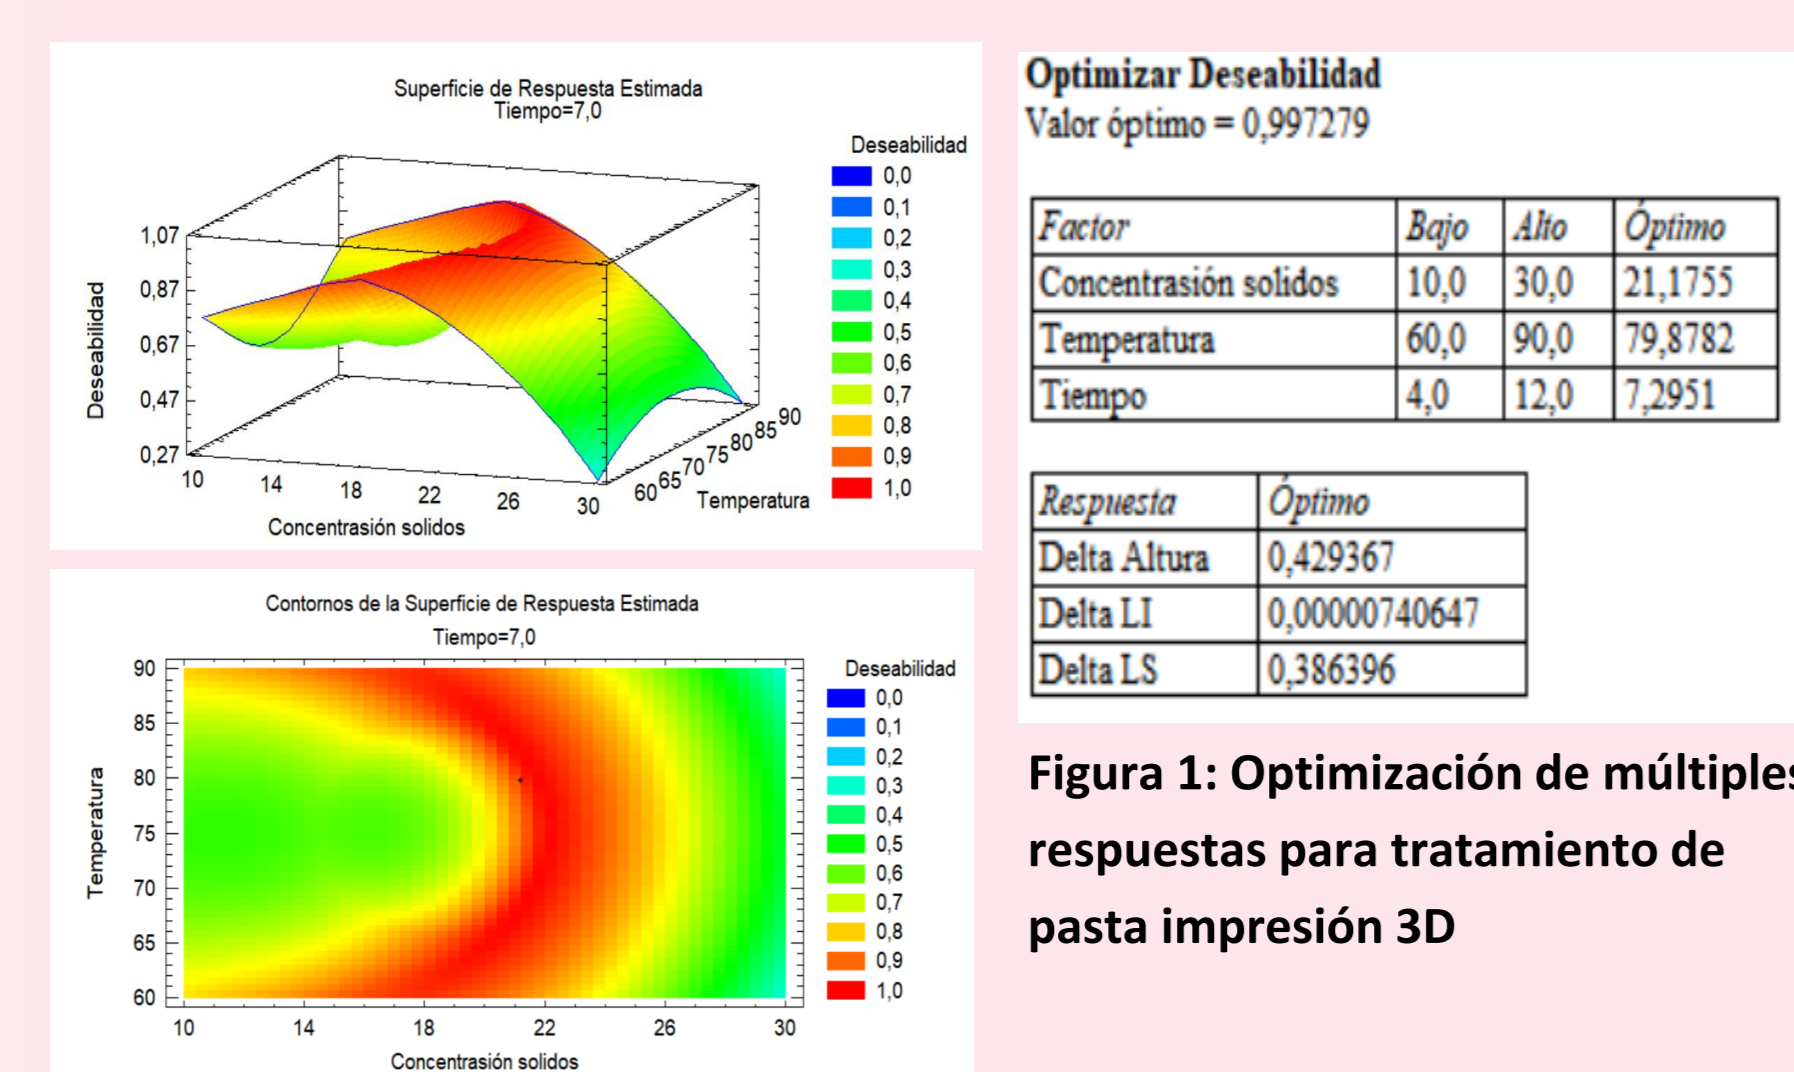 Superficie de Respuesta Estimada
Tiempo=7,0
Deseabilidad
0,0
0,1
0,2
0,3
0,4
0,5
0,6
0,7
0,8
0,9
1,0
1,07
0,87
0,67
0,47
0,27
Deseabilidad
10 14 18 22 26 30
Concentrasión solidos
60 65 70 75 80 85 90
Temperatura
Contornos de la Superficie de Respuesta Estimada
Tiempo=7,0
Deseabilidad
0,0
0,1
0,2
0,3
0,4
0,5
0,6
0,7
0,8
0,9
1,0
90
85
80
75
70
65
60
Temperatura
10 14 18 22 26 30
Concentrasión solidos
Optimizar Deseabilidad
Valor óptimo = 0,997279
Factor Bajo Alto Óptimo
Concentrasión solidos 10,0 30,0 21,1755
Temperatura 60,0 90,0 79,8782
Tiempo 4,0 12,0 7,2951
Respuesta Óptimo
Delta Altura 0,429367
Delta LI 0,00000740647
Delta LS 0,386396
Figura 1: Optimización de múltiples
respuestas para tratamiento de
pasta impresión 3D